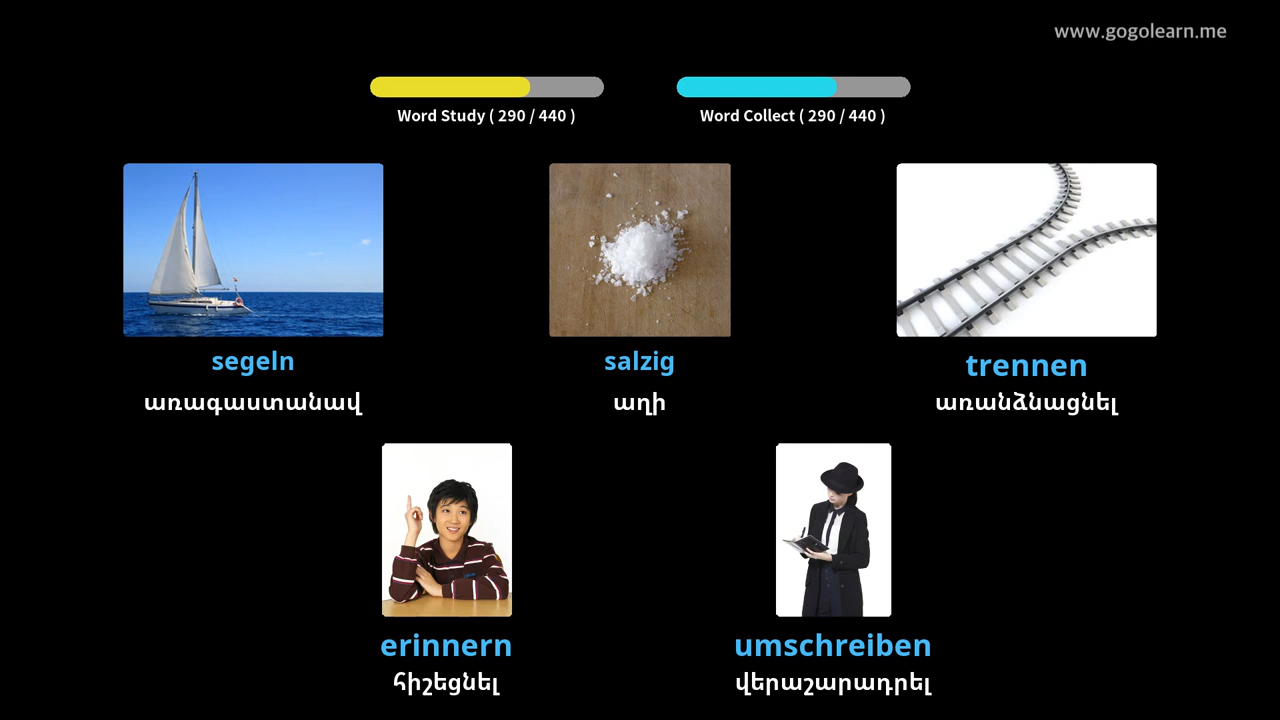 www.gogolearn.me
Word Study ( 290 / 440 )
Word Collect ( 290 / 440 )
segeln
առագաստանավ
salzig
աղի
trennen
առանձնացնել
erinnern
հիշեցնել
umschreiben
վերաշարադրել